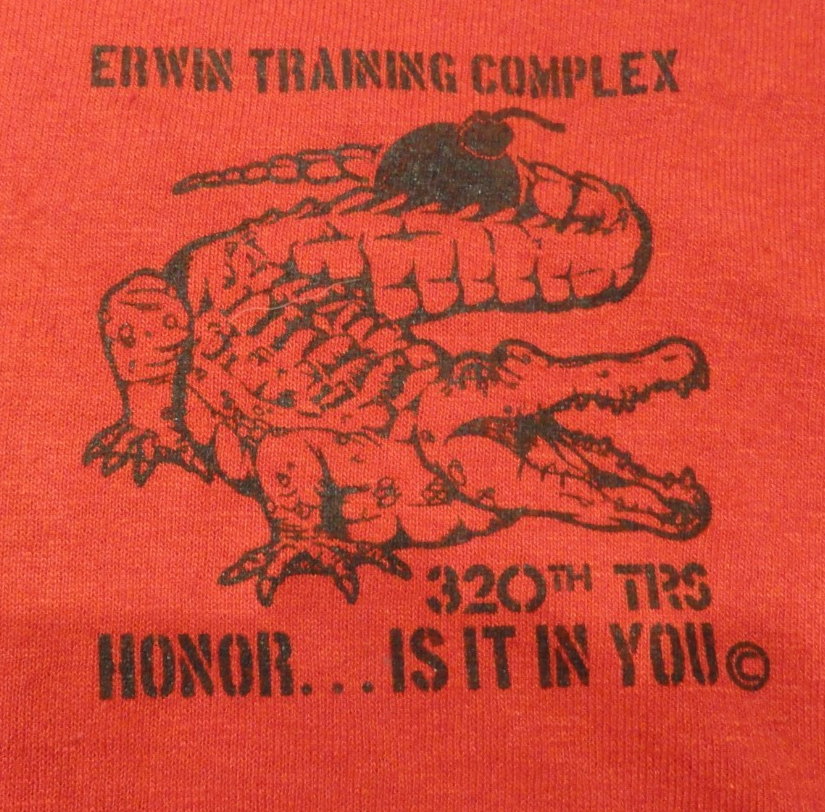 ERWIN TRAINING COMPLEX
320TH TRS
HONOR... IS IT IN YOU©